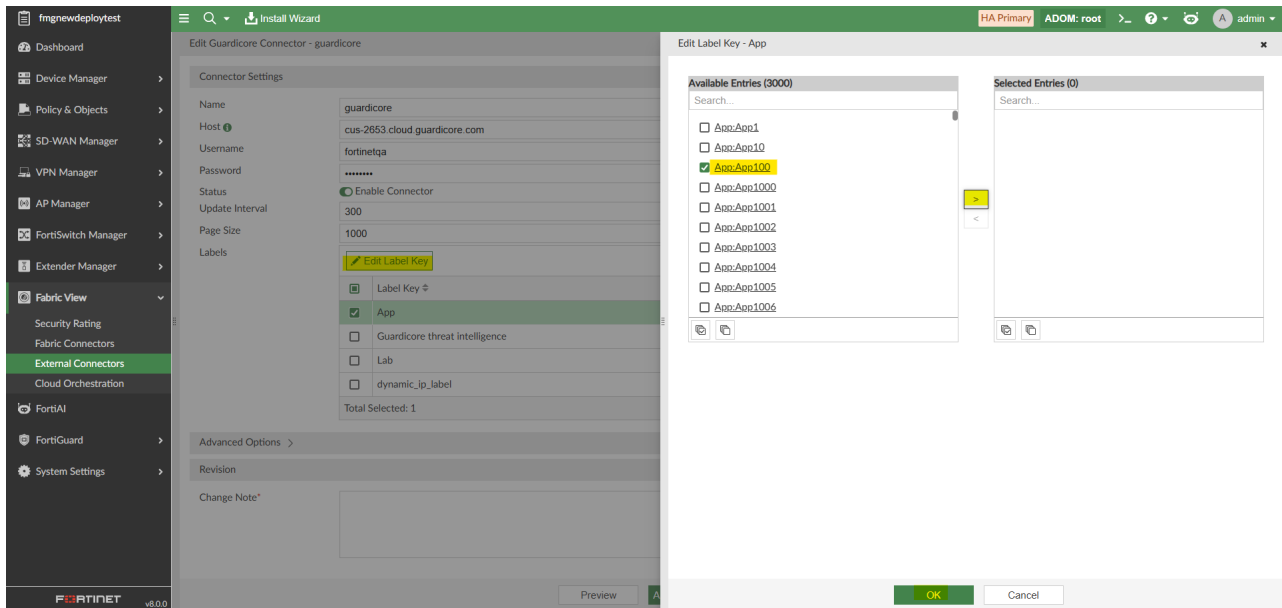 fmgnewdeploytest
Install Wizard
HA Primary
ADOM: root
>_
A
admin
Dashboard
Device Manager
Policy & Objects
SD-WAN Manager
VPN Manager
AP Manager
FortiSwitch Manager
Extender Manager
Fabric View
Security Rating
Fabric Connectors
External Connectors
Cloud Orchestration
FortiAI
FortiGuard
System Settings
FORTINET
v8.0.0
Edit Guardicore Connector - guardicore
Connector Settings
Name
guardicore
Host
cus-2653.cloud.guardicore.com
Username
fortinetqa
Password
••••••••
Status
Enable Connector
Update Interval
300
Page Size
1000
Labels
Edit Label Key
Label Key
App
Guardicore threat intelligence
Lab
dynamic_ip_label
Total Selected: 1
Advanced Options >
Revision
Change Note*
Preview
A
Edit Label Key - App
Available Entries (3000)
Search...
App:App1
App:App10
App:App100
App:App1000
App:App1001
App:App1002
App:App1003
App:App1004
App:App1005
App:App1006
>
<
Selected Entries (0)
Search...
OK
Cancel